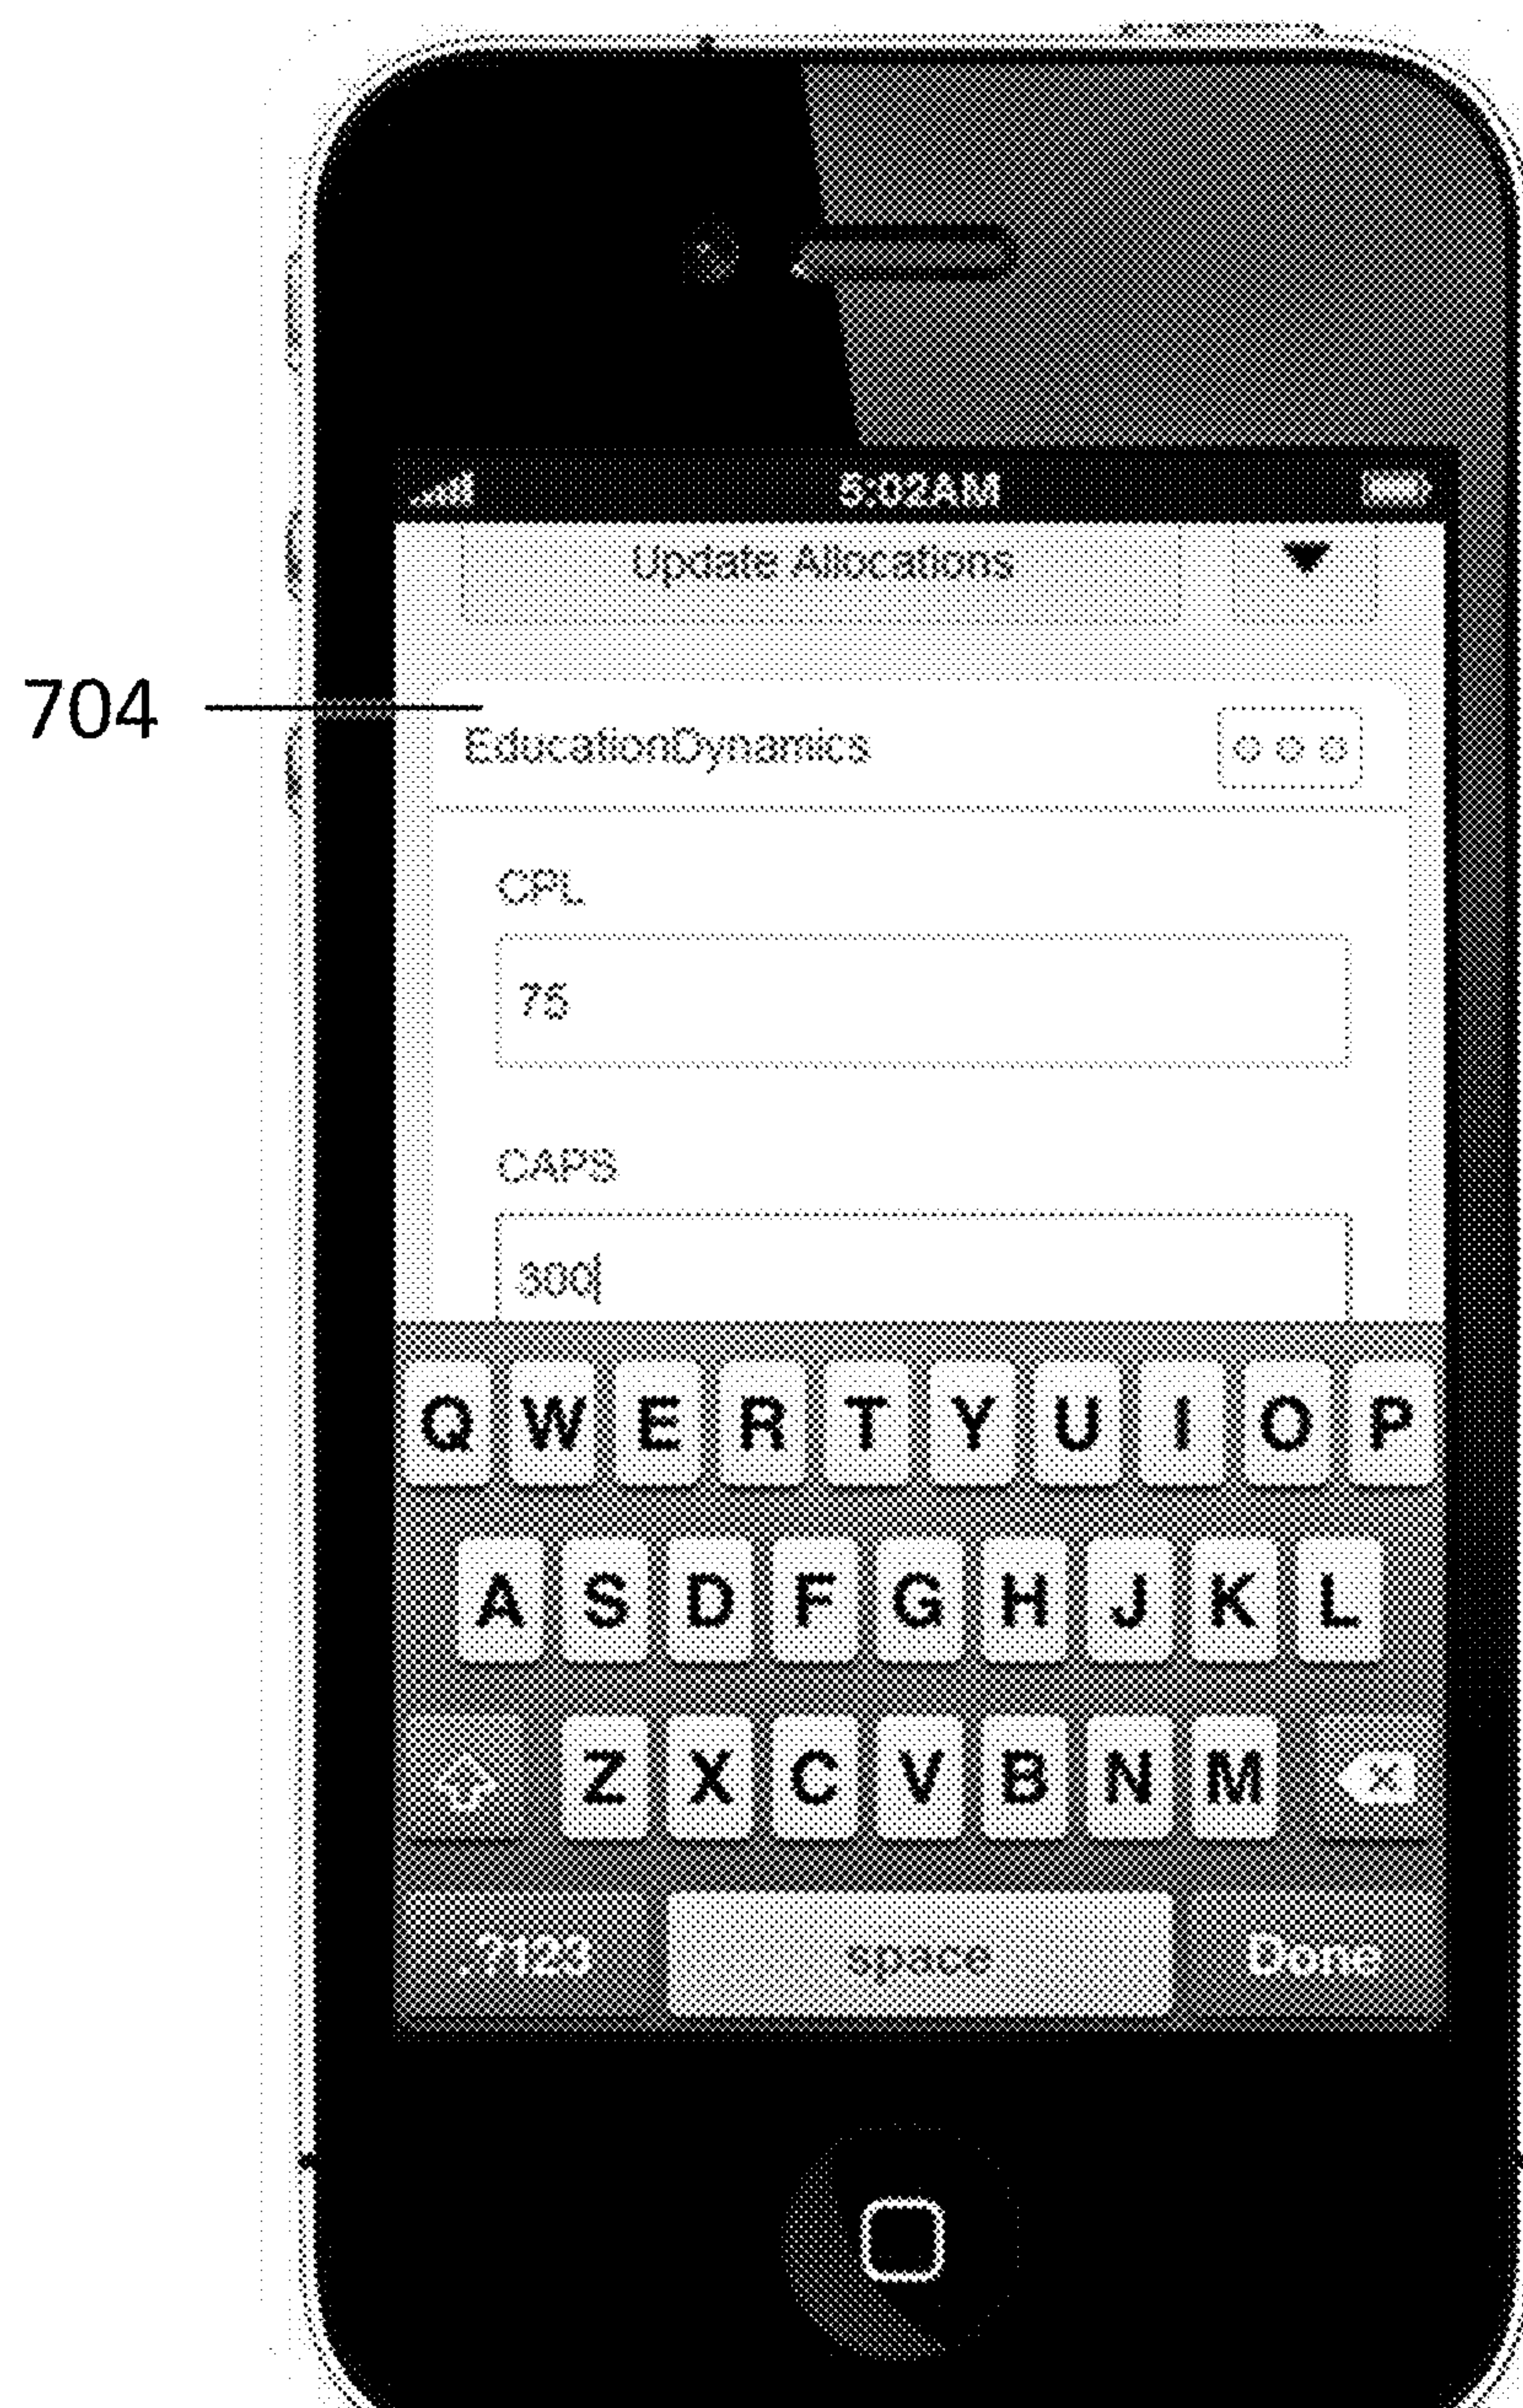 5:02AM
Update Allocations
704
EducationDynamics
CPL
75
CAPS
300
Q W E R T Y U I O P
A S D F G H J K L
Z X C V B N M
.?123 space Done